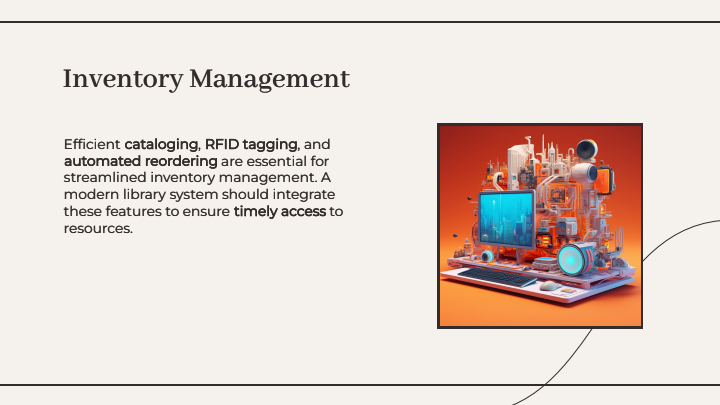 Inventory Management
Efficient cataloging, RFID tagging, and
automated reordering are essential for
streamlined inventory management. A
modern library system should integrate
these features to ensure timely access to
resources.